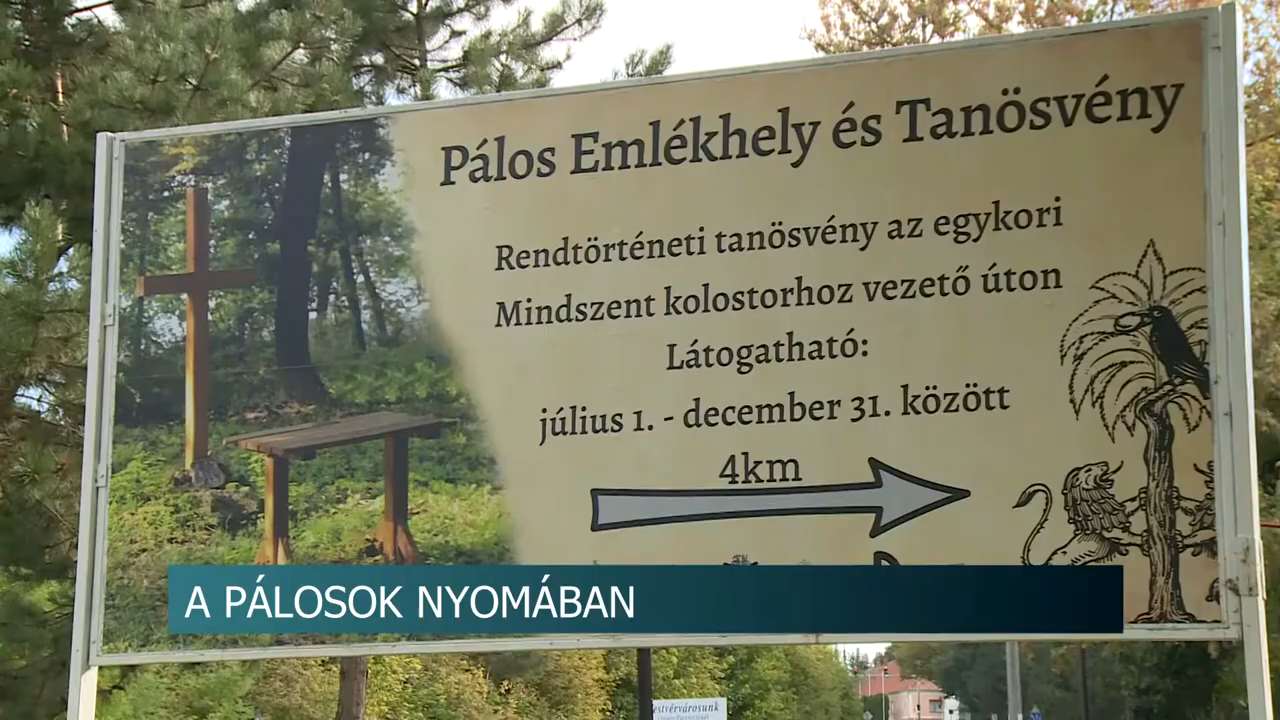 Pálos Emlékhely és Tanösvény
Rendtörténeti tanösvény az egykori
Mindszent kolostorhoz vezető úton
Látogatható:
július 1. - december 31. között
4km
A PÁLOSOK NYOMÁBAN